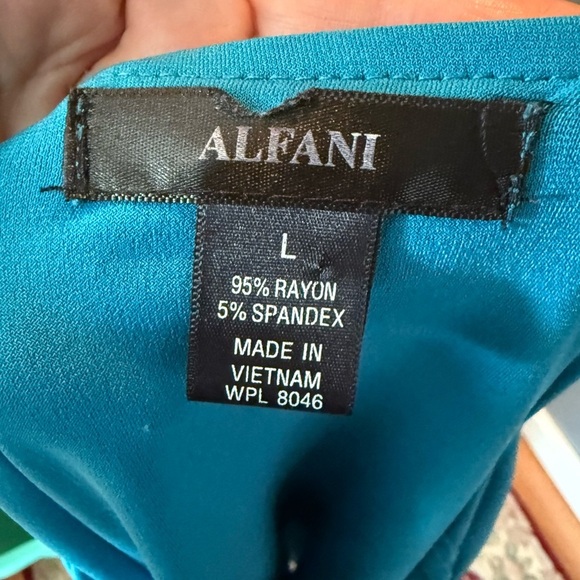 ALFANI
L
95% RAYON
5% SPANDEX
MADE IN
VIETNAM
WPL 8046